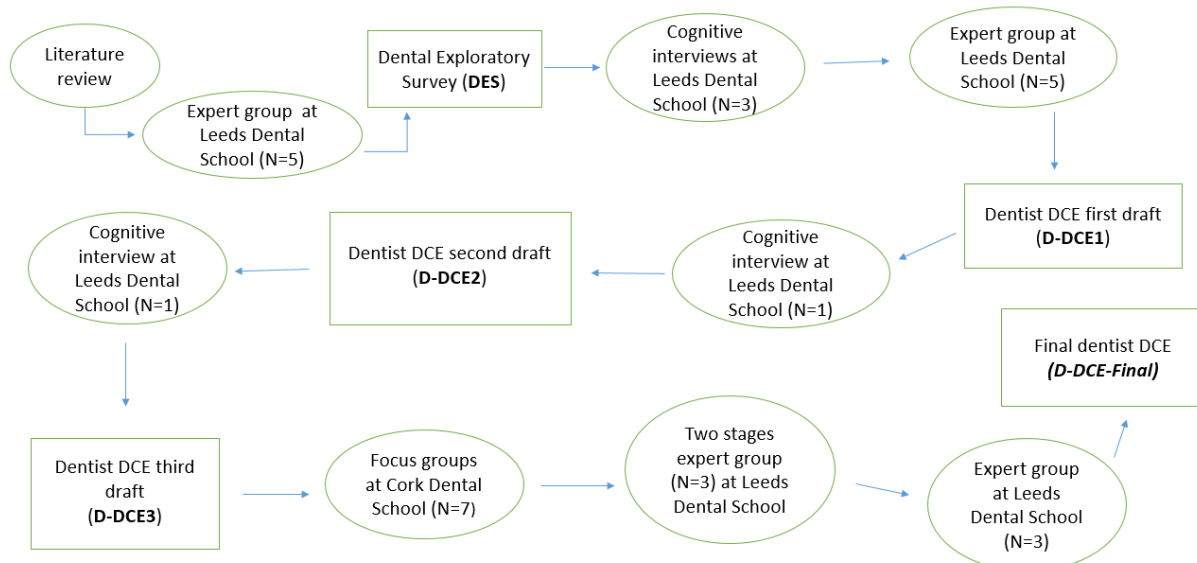 Literature
review
Expert group at
Leeds Dental
School (N=5)
Dental Exploratory
Survey (DES)
Cognitive
interviews at
Leeds Dental
School (N=3)
Expert group at
Leeds Dental
School (N=5)
Dentist DCE first draft
(D-DCE1)
Cognitive
interview at
Leeds Dental
School (N=1)
Dentist DCE second draft
(D-DCE2)
Cognitive
interview at
Leeds Dental
School (N=1)
Dentist DCE third
draft
(D-DCE3)
Focus groups
at Cork Dental
School (N=7)
Two stages
expert group
(N=3) at Leeds
Dental School
Expert group
at Leeds
Dental School
(N=3)
Final dentist DCE
(D-DCE-Final)